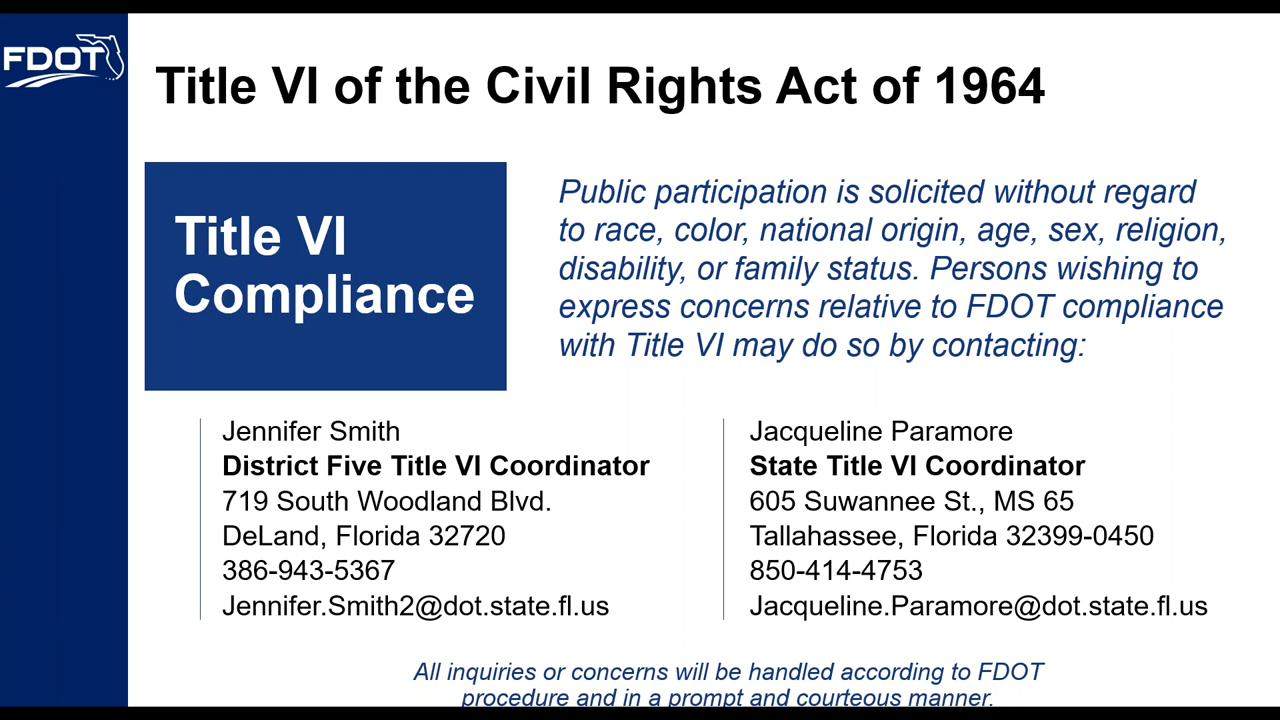 FDOT
Title VI of the Civil Rights Act of 1964
Title VI
Compliance
Public participation is solicited without regard
to race, color, national origin, age, sex, religion,
disability, or family status. Persons wishing to
express concerns relative to FDOT compliance
with Title VI may do so by contacting:
Jennifer Smith
District Five Title VI Coordinator
719 South Woodland Blvd.
DeLand, Florida 32720
386-943-5367
Jennifer.Smith2@dot.state.fl.us
Jacqueline Paramore
State Title VI Coordinator
605 Suwannee St., MS 65
Tallahassee, Florida 32399-0450
850-414-4753
Jacqueline.Paramore@dot.state.fl.us
All inquiries or concerns will be handled according to FDOT
procedure and in a prompt and courteous manner.